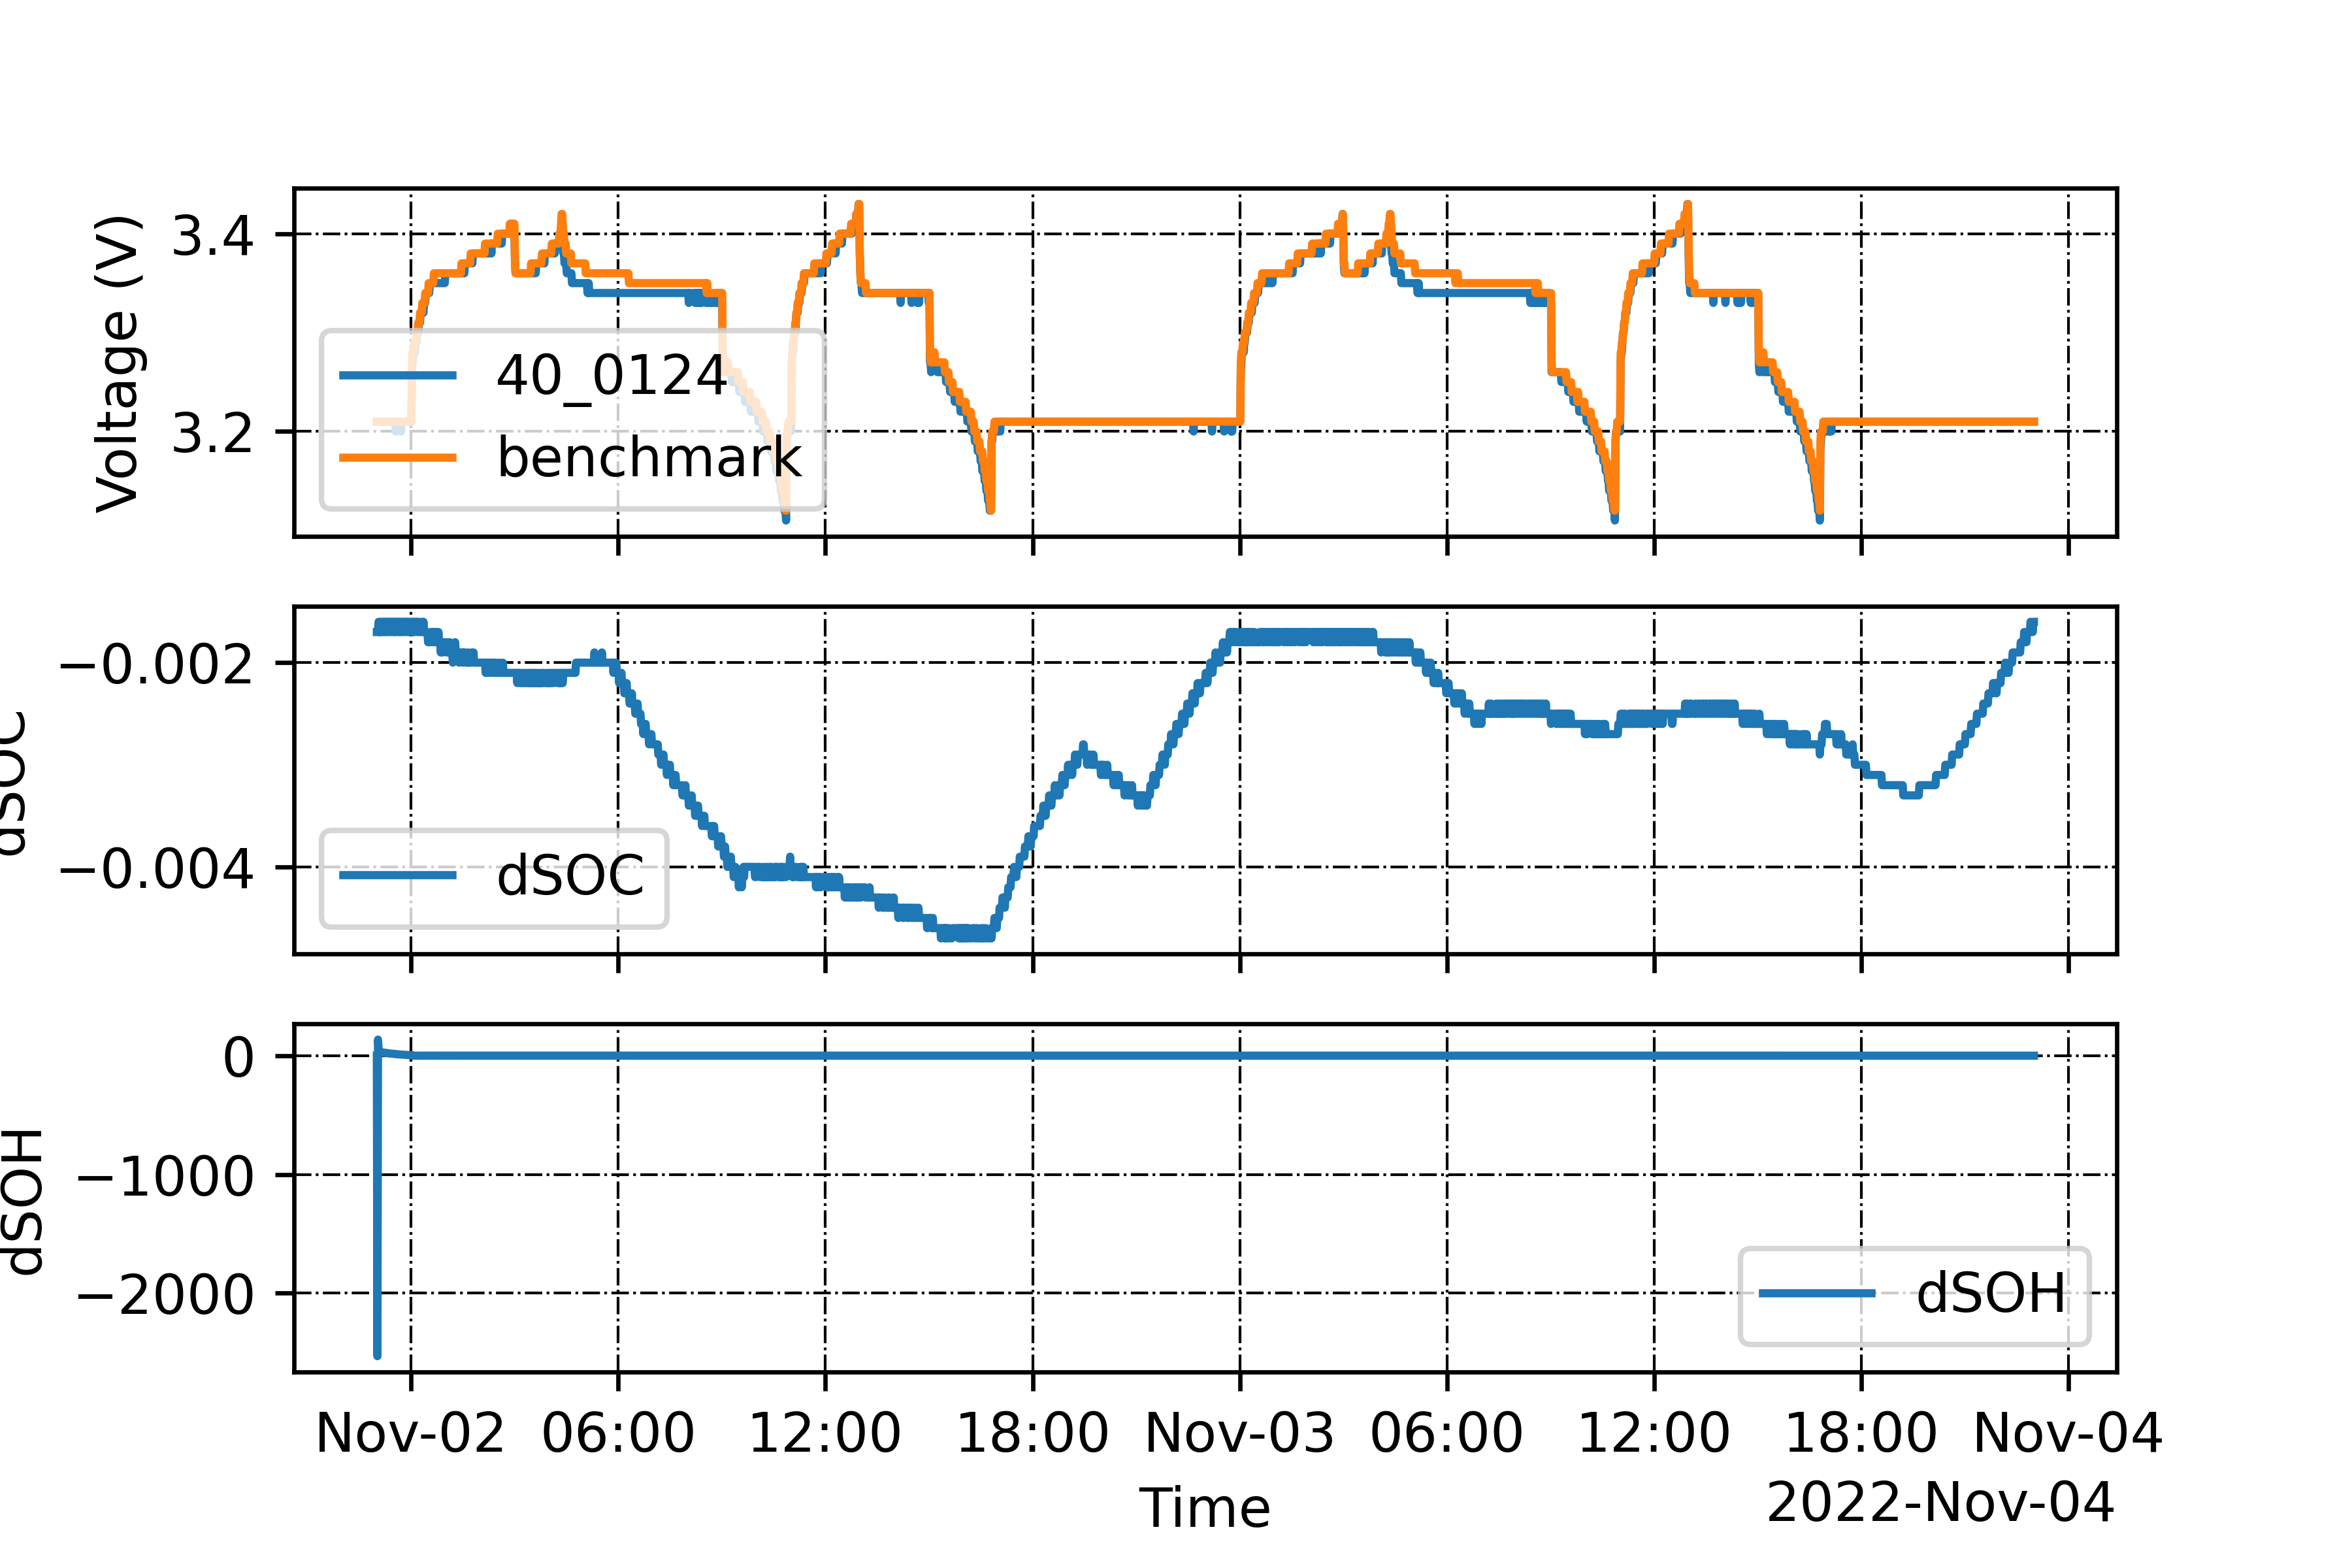 Voltage (V)
3.4
3.2
40_0124
benchmark
dSOC
−0.002
−0.004
dSOC
dSOH
0
−1000
−2000
dSOH
Nov-02 06:00 12:00 18:00 Nov-03 06:00 12:00 18:00 Nov-04
Time
2022-Nov-04